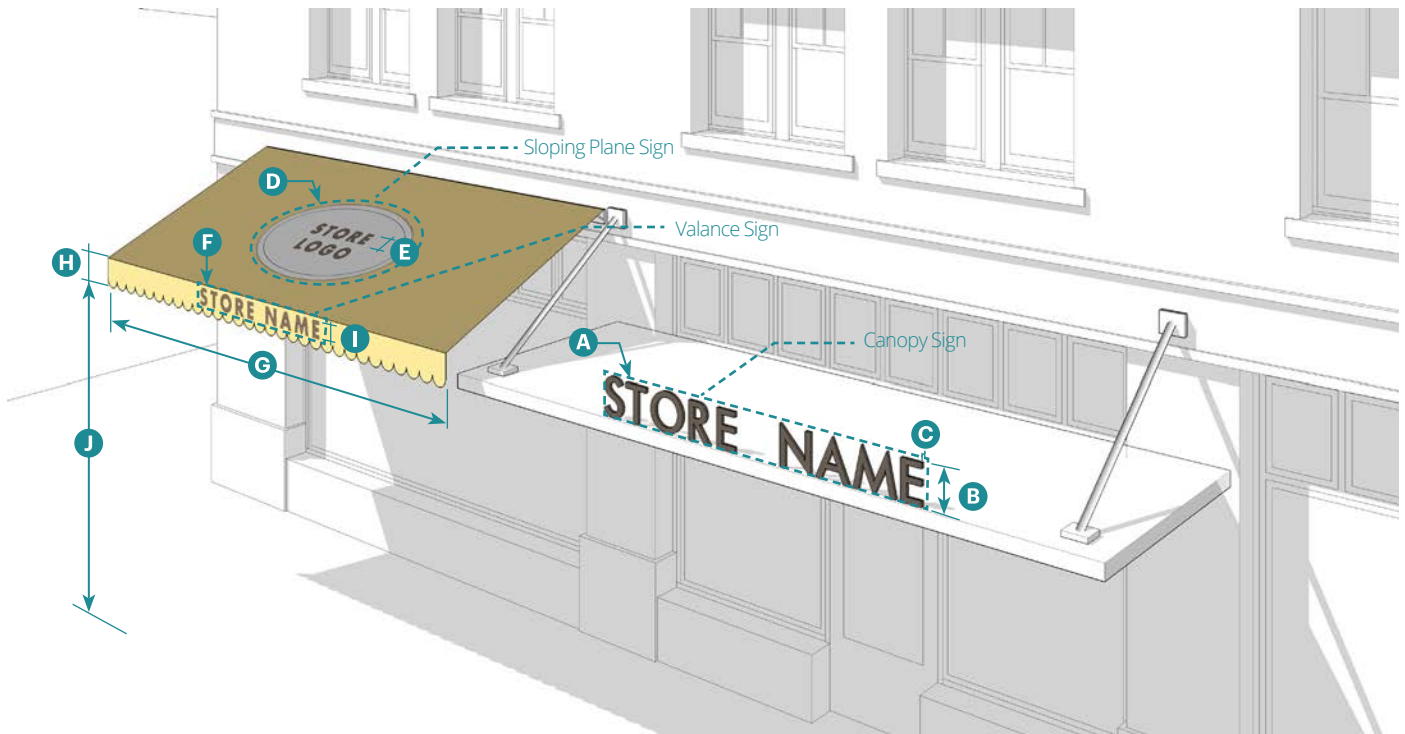 Sloping Plane Sign
D
STORE
LOGO
E
F
Valance Sign
H
STORE NAME
I
G
A
Canopy Sign
STORE NAME
C
B
J